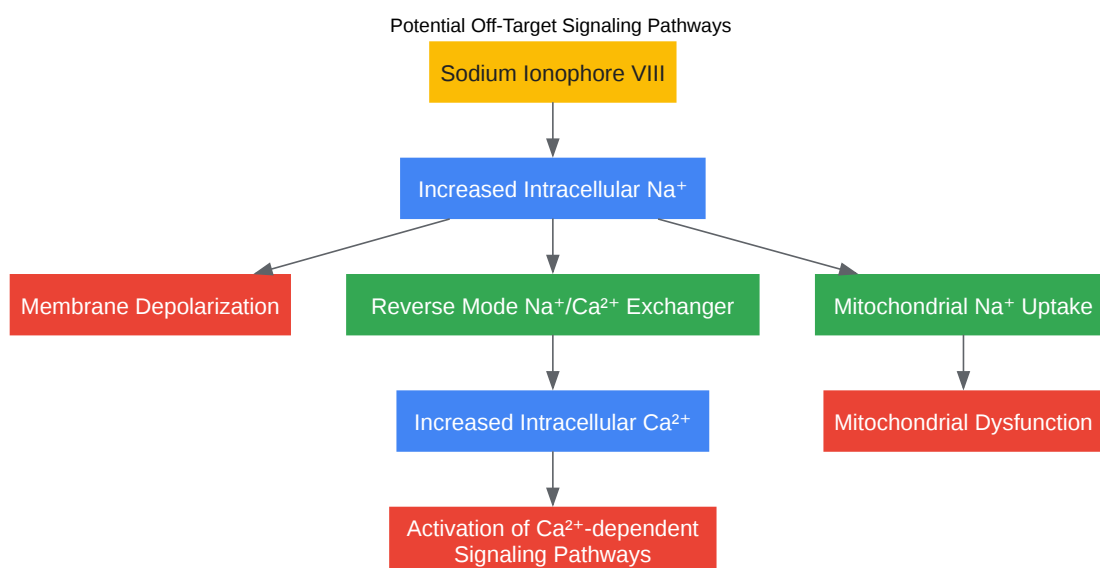 Potential Off-Target Signaling Pathways
Sodium Ionophore VIII
Increased Intracellular Na⁺
Membrane Depolarization
Reverse Mode Na⁺/Ca²⁺ Exchanger
Mitochondrial Na⁺ Uptake
Increased Intracellular Ca²⁺
Mitochondrial Dysfunction
Activation of Ca²⁺-dependent
Signaling Pathways